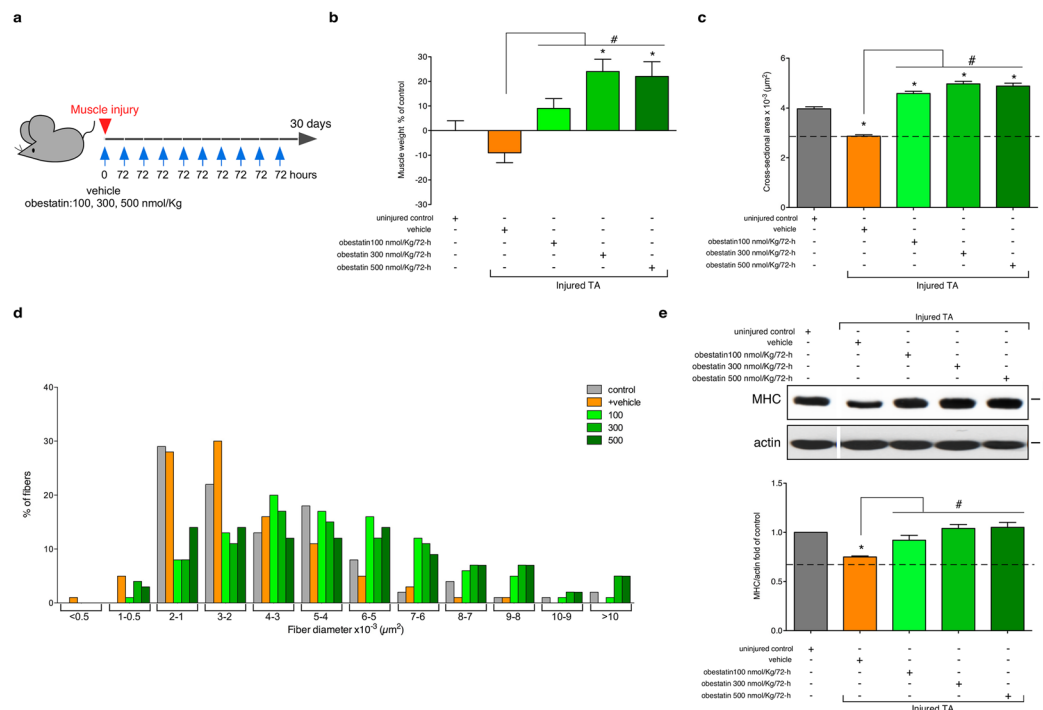 a
Muscle injury
30 days
0 72 72 72 72 72 72 72 72 72 hours
vehicle
obestatin:100, 300, 500 nmol/Kg
b
Muscle weight % of control
30
20
10
0
-10
-20
-30
#
* *
uninjured control + - - - -
vehicle - + - - -
obestatin100 nmol/Kg/72-h - - + - -
obestatin 300 nmol/Kg/72-h - - - + -
obestatin 500 nmol/Kg/72-h - - - - +
Injured TA
c
Cross-sectional area x 10-3 (µm2)
6
4
2
0
#
* * * *
uninjured control + - - - -
vehicle - + - - -
obestatin100 nmol/Kg/72-h - - + - -
obestatin 300 nmol/Kg/72-h - - - + -
obestatin 500 nmol/Kg/72-h - - - - +
Injured TA
d
% of fibers
40
30
20
10
0
control
+vehicle
100
300
500
<0.5 1-0.5 2-1 3-2 4-3 5-4 6-5 7-6 8-7 9-8 10-9 >10
Fiber diameter x10-3 (µm2)
e
Injured TA
uninjured control + - - - -
vehicle - + - - -
obestatin100 nmol/Kg/72-h - - + - -
obestatin 300 nmol/Kg/72-h - - - + -
obestatin 500 nmol/Kg/72-h - - - - +
MHC
actin
MHC/actin fold of control
1.5
1.0
0.5
0.0
#
*
uninjured control + - - - -
vehicle - + - - -
obestatin100 nmol/Kg/72-h - - + - -
obestatin 300 nmol/Kg/72-h - - - + -
obestatin 500 nmol/Kg/72-h - - - - +
Injured TA